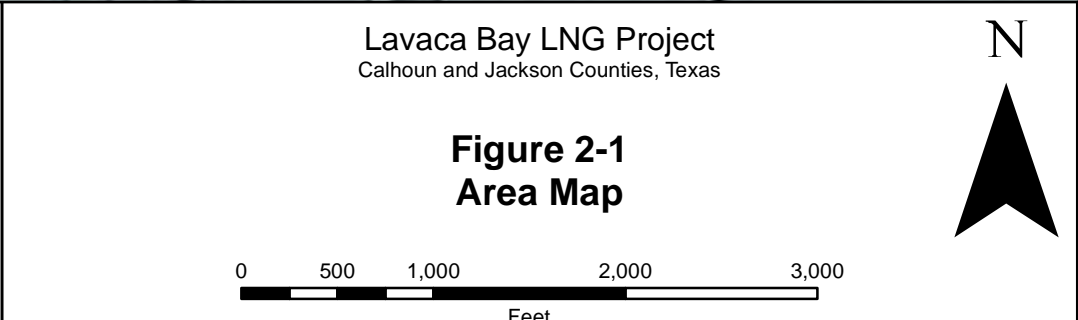 Lavaca Bay LNG Project
Calhoun and Jackson Counties, Texas
N
Figure 2-1
Area Map
0 500 1,000 2,000 3,000
Feet